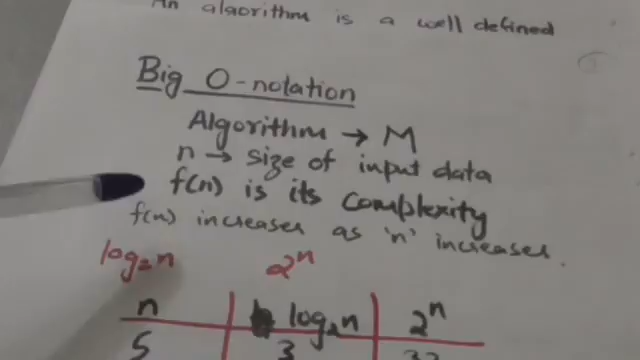 An algorithm is a well defined
Big O-notation
Algorithm → M
n → size of input data
f(n) is its complexity
f(n) increases as 'n' increases.
log₂n 2ⁿ
n log₂n 2ⁿ
5 3 32